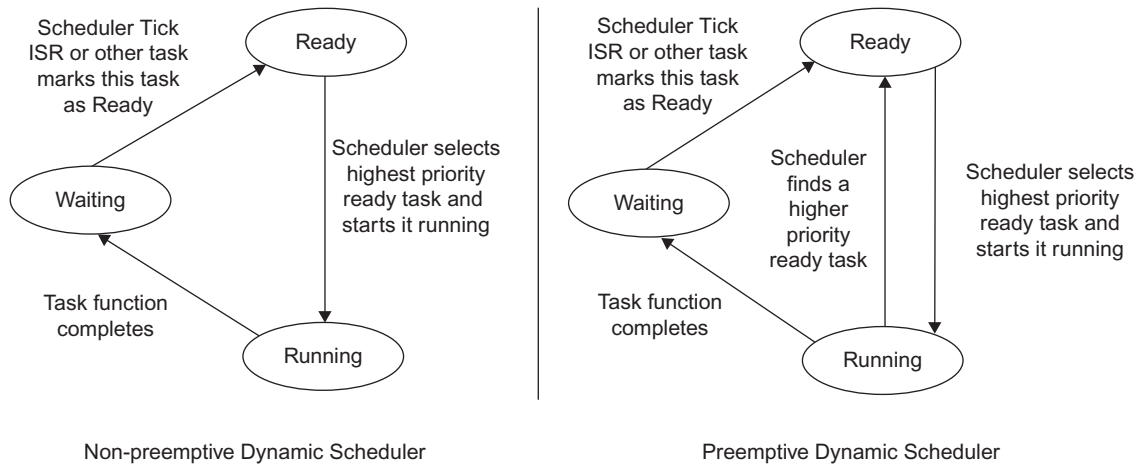 Scheduler Tick
ISR or other task
marks this task
as Ready
Ready
Scheduler selects
highest priority
ready task and
starts it running
Waiting
Task function
completes
Running
Non-preemptive Dynamic Scheduler
Scheduler Tick
ISR or other task
marks this task
as Ready
Ready
Scheduler
finds a
higher
priority
ready task
Scheduler selects
highest priority
ready task and
starts it running
Waiting
Task function
completes
Running
Preemptive Dynamic Scheduler